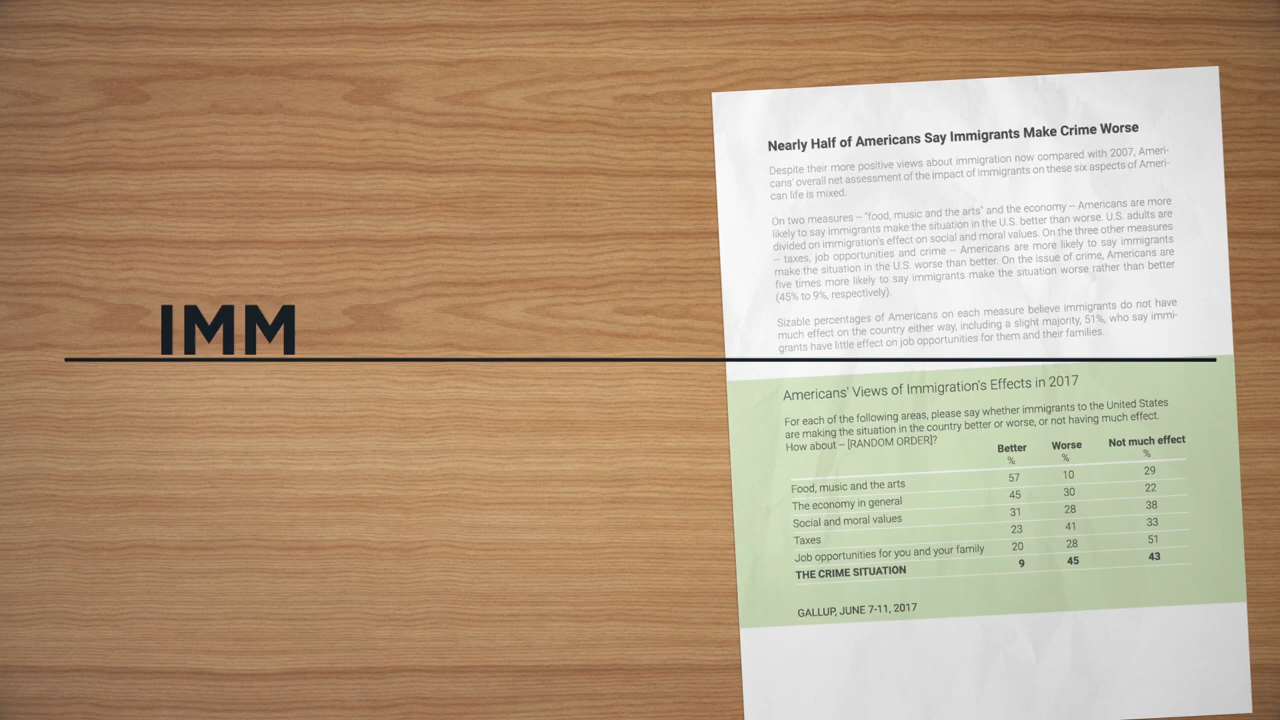 IMM
Nearly Half of Americans Say Immigrants Make Crime Worse
Despite their more positive views about immigration now compared with 2007, Ameri-
cans' overall net assessment of the impact of immigrants on these six aspects of Ameri-
can life is mixed.
On two measures -- "food, music and the arts" and the economy -- Americans are more
likely to say immigrants make the situation in the U.S. better than worse. U.S. adults are
divided on immigration's effect on social and moral values. On the three other measures
-- taxes, job opportunities and crime -- Americans are more likely to say immigrants
make the situation in the U.S. worse than better. On the issue of crime, Americans are
five times more likely to say immigrants make the situation worse rather than better
(45% to 9%, respectively).
Sizable percentages of Americans on each measure believe immigrants do not have
much effect on the country either way, including a slight majority, 51%, who say immi-
grants have little effect on job opportunities for them and their families.
Americans' Views of Immigration's Effects in 2017
For each of the following areas, please say whether immigrants to the United States
are making the situation in the country better or worse, or not having much effect.
How about -- [RANDOM ORDER]?
Better Worse Not much effect
% % %
Food, music and the arts 57 10 29
The economy in general 45 30 22
Social and moral values 31 28 38
Taxes 23 41 33
Job opportunities for you and your family 20 28 51
THE CRIME SITUATION 9 45 43
GALLUP, JUNE 7-11, 2017